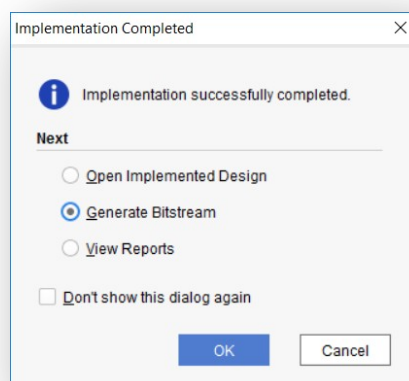 Implementation Completed
Implementation successfully completed.
Next
Open Implemented Design
Generate Bitstream
View Reports
Don't show this dialog again
OK
Cancel